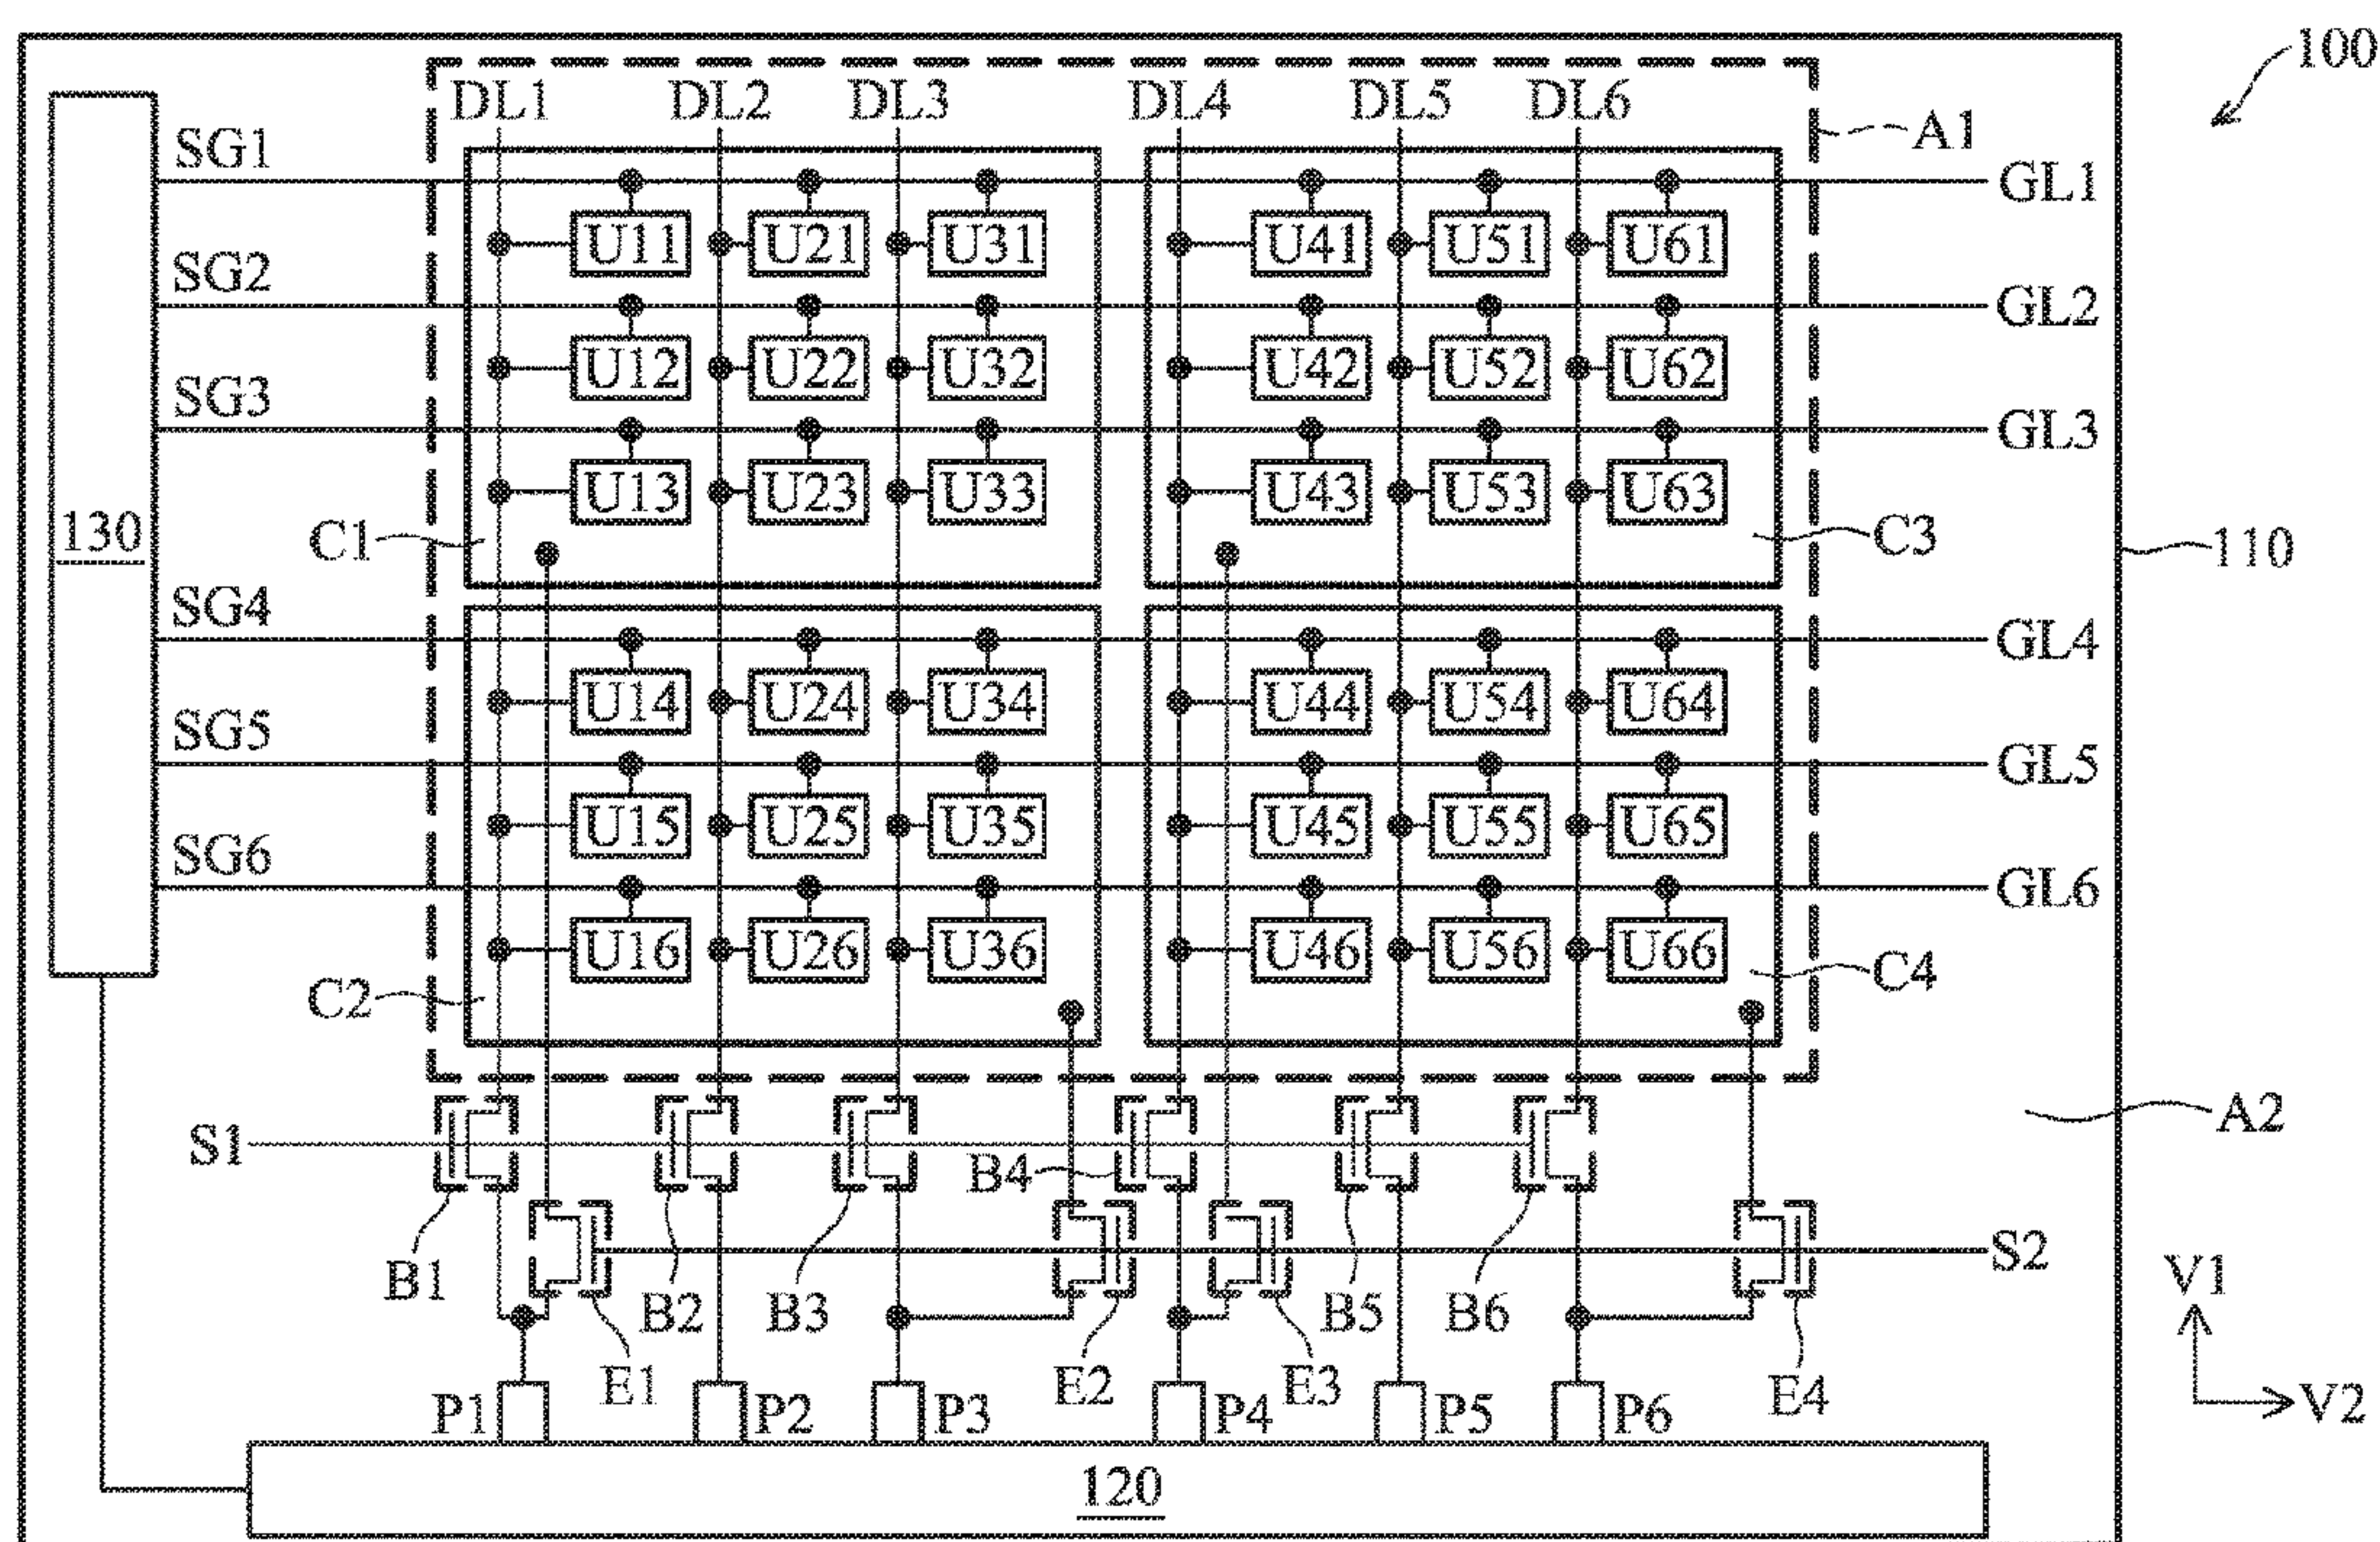 100
DL1 DL2 DL3 DL4 DL5 DL6
A1
SG1 GL1
U11 U21 U31 U41 U51 U61
SG2 GL2
U12 U22 U32 U42 U52 U62
SG3 GL3
U13 U23 U33 U43 U53 U63
130 C1 C3 110
SG4 GL4
U14 U24 U34 U44 U54 U64
SG5 GL5
U15 U25 U35 U45 U55 U65
SG6 GL6
U16 U26 U36 U46 U56 U66
C2 C4
A2
S1 B4
S2
B1 B2 B3 B5 B6 V1
E1 E2 E3 E4
P1 P2 P3 P4 P5 P6 V2
120